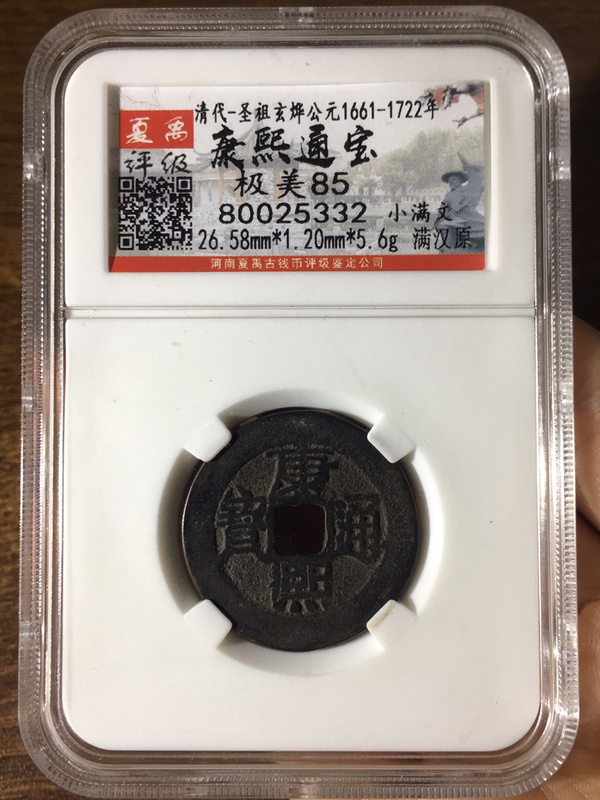 清代-圣祖玄烨公元1661-1722年
夏禹
评级
康熙通宝
极美85
80025332 小满文
26.58mm*1.20mm*5.6g 满汉原
河南夏禹古钱币评级鉴定公司
康熙通寳